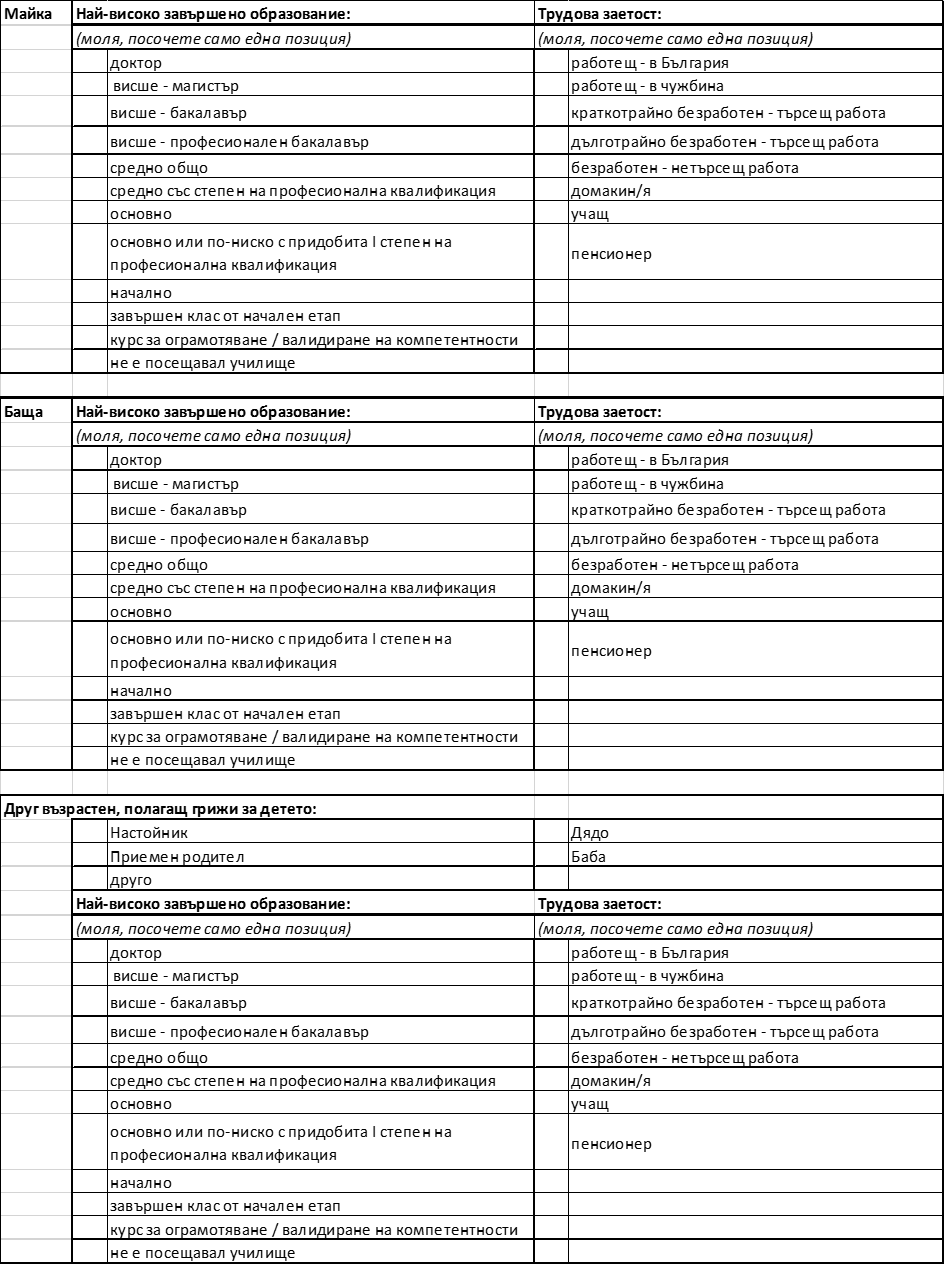 Майка Най-високо завършено образование: Трудова заетост:
(моля, посочете само една позиция) (моля, посочете само една позиция)
доктор работещ - в България
висше - магистър работещ - в чужбина
висше - бакалавър краткотрайно безработен - търсещ работа
висше - професионален бакалавър дълготрайно безработен - търсещ работа
средно общо безработен - нетърсещ работа
средно със степен на професионална квалификация домакин/я
основно учащ
основно или по-ниско с придобита I степен на
професионална квалификация пенсионер
начално
завършен клас от начален етап
курс за ограмотяване / валидиране на компетентности
не е посещавал училище
Баща Най-високо завършено образование: Трудова заетост:
(моля, посочете само една позиция) (моля, посочете само една позиция)
доктор работещ - в България
висше - магистър работещ - в чужбина
висше - бакалавър краткотрайно безработен - търсещ работа
висше - професионален бакалавър дълготрайно безработен - търсещ работа
средно общо безработен - нетърсещ работа
средно със степен на професионална квалификация домакин/я
основно учащ
основно или по-ниско с придобита I степен на
професионална квалификация пенсионер
начално
завършен клас от начален етап
курс за ограмотяване / валидиране на компетентности
не е посещавал училище
Друг възрастен, полагащ грижи за детето:
Настойник Дядо
Приемен родител Баба
друго
Най-високо завършено образование: Трудова заетост:
(моля, посочете само една позиция) (моля, посочете само една позиция)
доктор работещ - в България
висше - магистър работещ - в чужбина
висше - бакалавър краткотрайно безработен - търсещ работа
висше - професионален бакалавър дълготрайно безработен - търсещ работа
средно общо безработен - нетърсещ работа
средно със степен на професионална квалификация домакин/я
основно учащ
основно или по-ниско с придобита I степен на
професионална квалификация пенсионер
начално
завършен клас от начален етап
курс за ограмотяване / валидиране на компетентности
не е посещавал училище